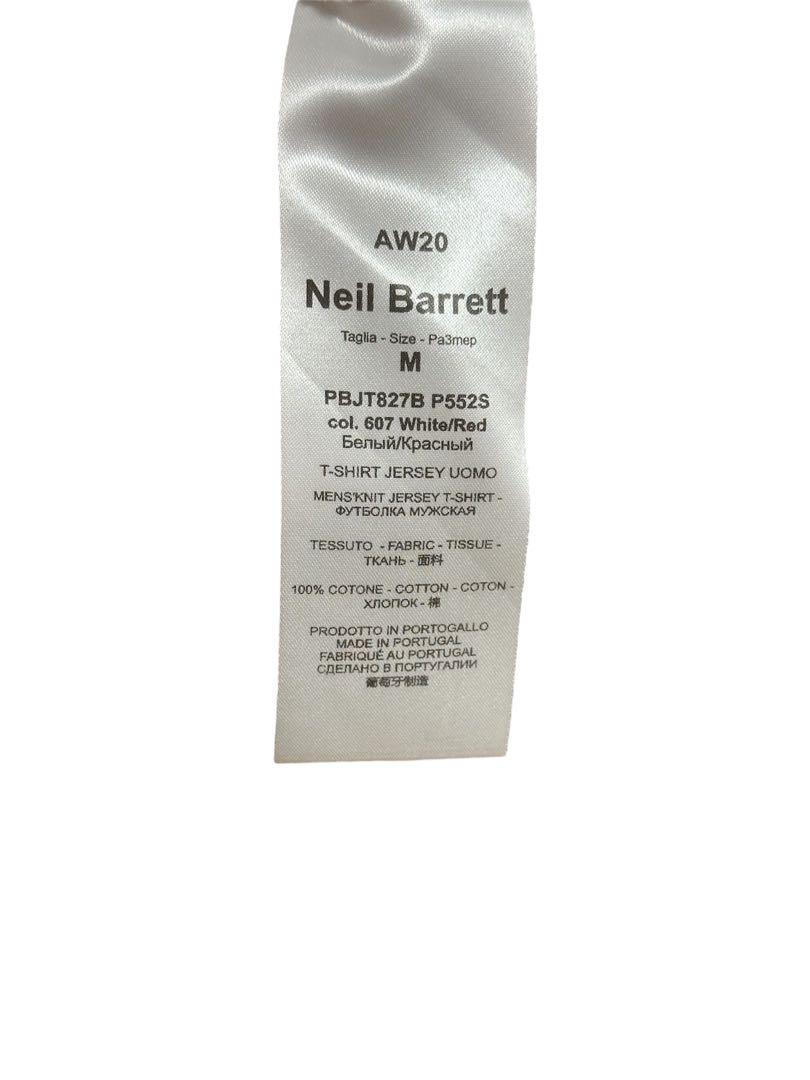 AW20
Neil Barrett
Taglia - Size - Pa3mep
M
PBJT827B P552S
col. 607 White/Red
Белый/Красный
T-SHIRT JERSEY UOMO
MENS'KNIT JERSEY T-SHIRT -
ФУТБОЛКА МУЖСКАЯ
TESSUTO - FABRIC - TISSUE -
ТКАНЬ - 面料
100% COTONE - COTTON - COTON -
ХЛОПОК - 棉
PRODOTTO IN PORTOGALLO
MADE IN PORTUGAL
FABRIQUÉ AU PORTUGAL
СДЕЛАНО В ПОРТУГАЛИИ
葡萄牙制造